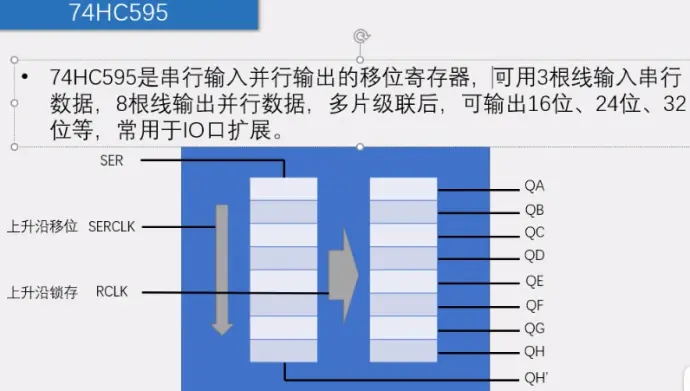 74HC595
• 74HC595是串行输入并行输出的移位寄存器，可用3根线输入串行
数据，8根线输出并行数据，多片级联后，可输出16位、24位、32
位等，常用于IO口扩展。
SER
QA
QB
上升沿移位 SERCLK
QC
QD
QE
上升沿锁存 RCLK
QF
QG
QH
QH'